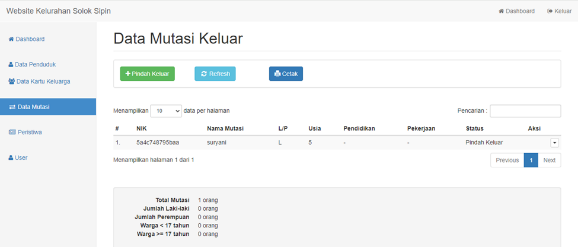 Website Kelurahan Solok Sipin
Dashboard
Keluar
Dashboard
Data Penduduk
Data Kartu Keluarga
Data Mutasi
Peristiwa
User
Data Mutasi Keluar
Pindah Keluar
Refresh
Cetak
Menampilkan 10 data per halaman
Pencarian :
# NIK Nama Mutasi L/P Usia Pendidikan Pekerjaan Status Aksi
1. 5a4c748795baa suryani L 5 - - Pindah Keluar
Menampilkan halaman 1 dari 1
Previous 1 Next
Total Mutasi 1 orang
Jumlah Laki-laki 0 orang
Jumlah Perempuan 0 orang
Warga < 17 tahun 0 orang
Warga >= 17 tahun 0 orang